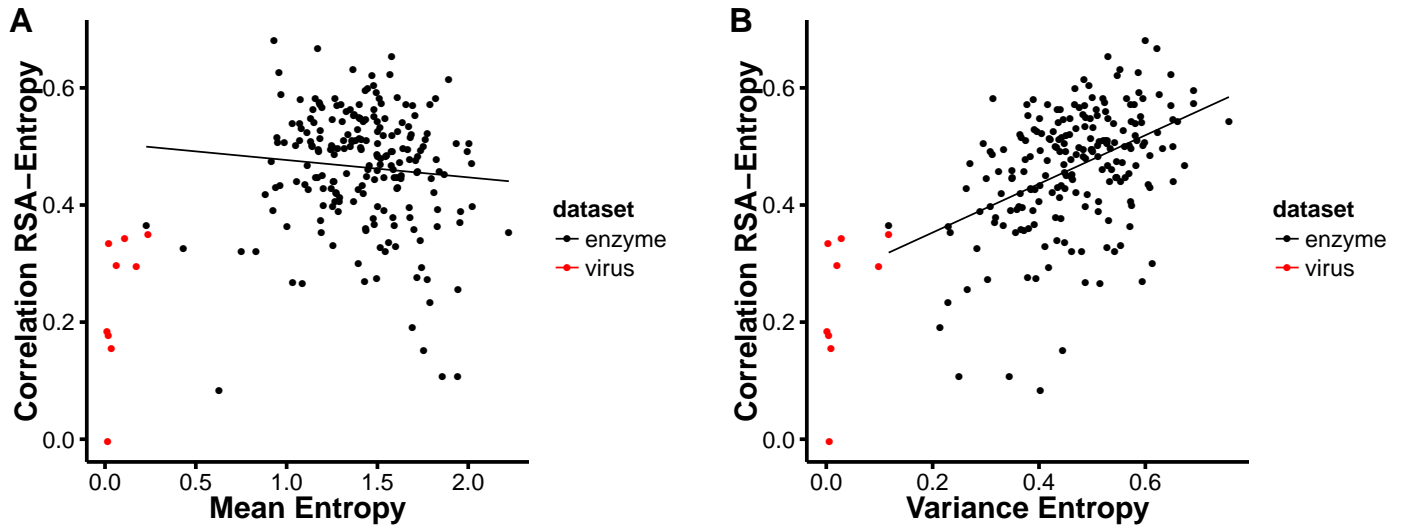 A
Correlation RSA−Entropy
0.6
0.4
0.2
0.0
0.0 0.5 1.0 1.5 2.0
Mean Entropy
dataset
enzyme
virus
B
Correlation RSA−Entropy
0.6
0.4
0.2
0.0
0.0 0.2 0.4 0.6
Variance Entropy
dataset
enzyme
virus